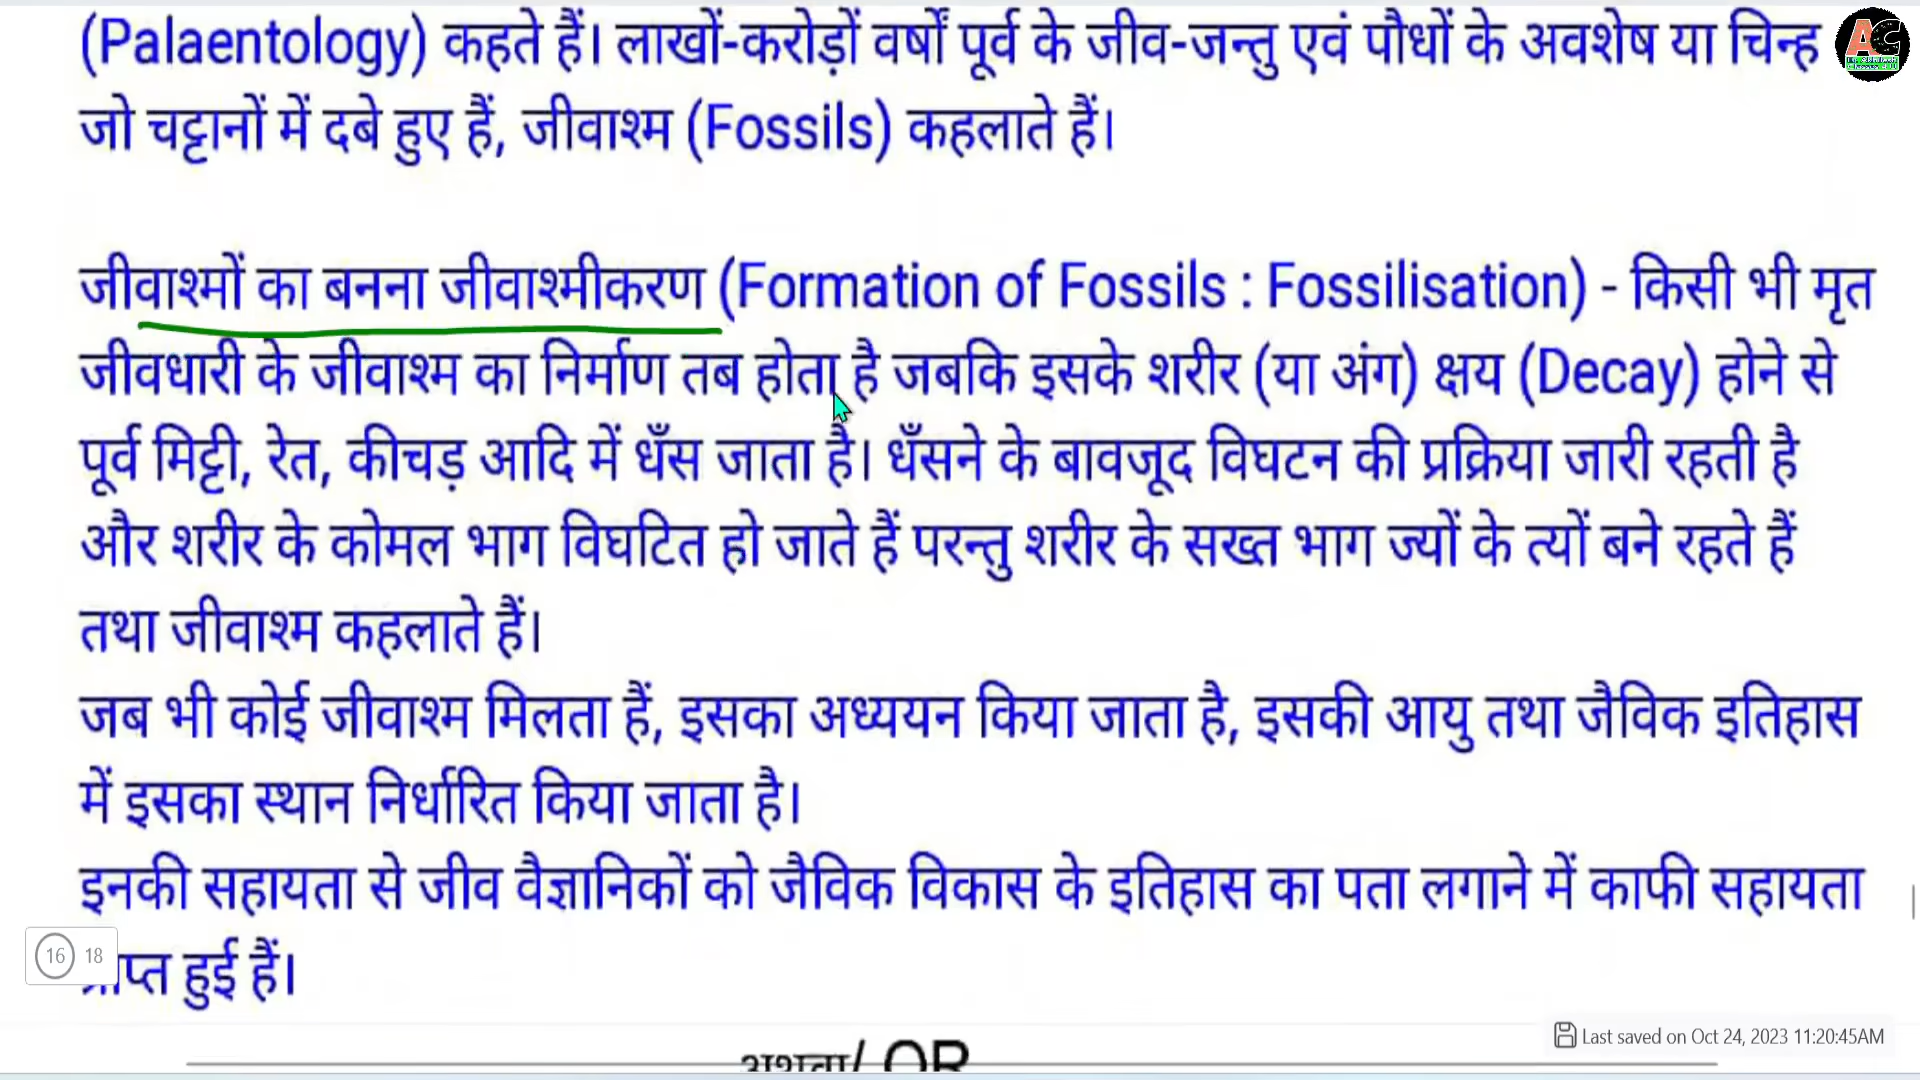 (Palaentology) कहते हैं। लाखों-करोड़ों वर्षों पूर्व के जीव-जन्तु एवं पौधों के अवशेष या चिन्ह
जो चट्टानों में दबे हुए हैं, जीवाश्म (Fossils) कहलाते हैं।
जीवाश्मों का बनना जीवाश्मीकरण (Formation of Fossils : Fossilisation) - किसी भी मृत
जीवधारी के जीवाश्म का निर्माण तब होता है जबकि इसके शरीर (या अंग) क्षय (Decay) होने से
पूर्व मिट्टी, रेत, कीचड़ आदि में धँस जाता है। धँसने के बावजूद विघटन की प्रक्रिया जारी रहती है
और शरीर के कोमल भाग विघटित हो जाते हैं परन्तु शरीर के सख्त भाग ज्यों के त्यों बने रहते हैं
तथा जीवाश्म कहलाते हैं।
जब भी कोई जीवाश्म मिलता हैं, इसका अध्ययन किया जाता है, इसकी आयु तथा जैविक इतिहास
में इसका स्थान निर्धारित किया जाता है।
इनकी सहायता से जीव वैज्ञानिकों को जैविक विकास के इतिहास का पता लगाने में काफी सहायता
हुई हैं।
16 18
Last saved on Oct 24, 2023 11:20:45AM
अथवा/ OR
AC